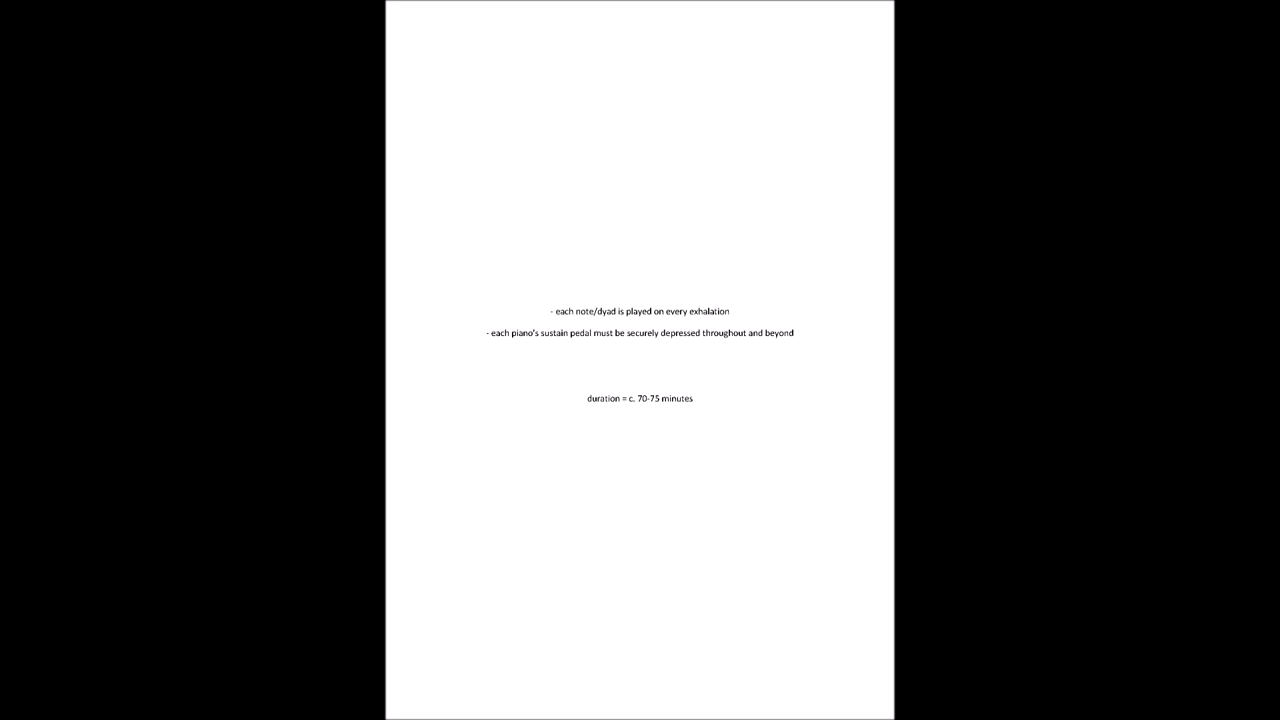 - each note/dyad is played on every exhalation
- each piano's sustain pedal must be securely depressed throughout and beyond
duration = c. 70-75 minutes